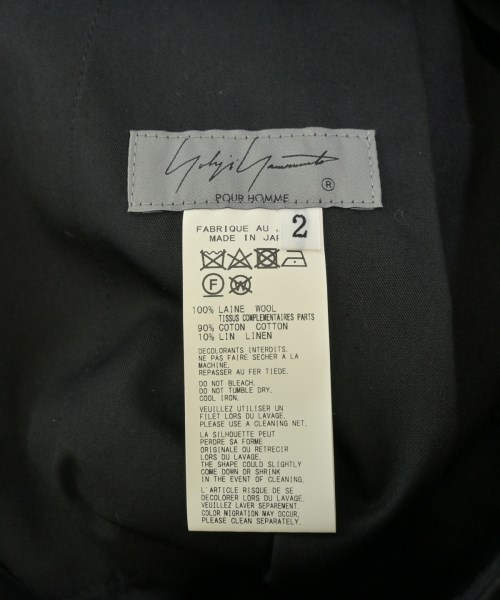 Yohji Yamamoto
®
POUR HOMME
FABRIQUE AU
MADE IN
2
F
W
100% LAINE WOOL
TISSUS COMPLEMENTAIRES PARTS
90% COTON COTTON
10% LIN LINEN
DECOLORANTS INTERDITS.
NE PAS FAIRE SECHER A LA
MACHINE.
REPASSER AU FER TIEDE.
DO NOT BLEACH.
DO NOT TUMBLE DRY.
COOL IRON.
VEUILLEZ UTILISER UN
FILET LORS DU LAVAGE.
PLEASE USE A CLEANING NET.
LA SILHOUETTE PEUT
PERDRE SA FORME
ORIGINALE OU RETRECIR
LORS DU LAVAGE.
THE SHAPE COULD SLIGHTLY
COME DOWN OR SHRINK
IN THE EVENT OF CLEANING.
L'ARTICLE RISQUE DE SE
DECOLORER LORS DU LAVAGE.
VEUILLEZ LAVER SEPAREMENT.
COLOR MIGRATION MAY OCCUR,
PLEASE CLEAN SEPARATELY.